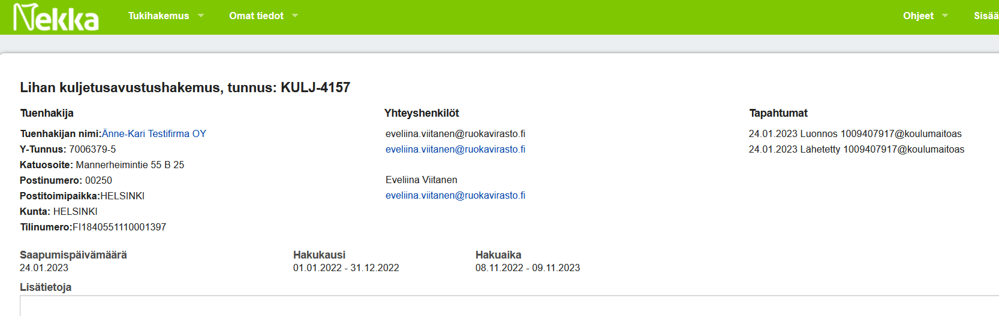 Nekka
Tukihakemus
Omat tiedot
Ohjeet
Lihan kuljetusavustushakemus, tunnus: KULJ-4157
Tuenhakija
Tuenhakijan nimi:Änne-Kari Testifirma OY
Y-Tunnus: 7006379-5
Katuosoite: Mannerheimintie 55 B 25
Postinumero: 00250
Postitoimipaikka:HELSINKI
Kunta: HELSINKI
Tilinumero:FI1840551110001397
Yhteyshenkilöt
eveliina.viitanen@ruokavirasto.fi
eveliina.viitanen@ruokavirasto.fi
Eveliina Viitanen
eveliina.viitanen@ruokavirasto.fi
Tapahtumat
24.01.2023 Luonnos 1009407917@koulumaitoas
24.01.2023 Lähetetty 1009407917@koulumaitoas
Saapumispäivämäärä
24.01.2023
Hakukausi
01.01.2022 - 31.12.2022
Hakuaika
08.11.2022 - 09.11.2023
Lisätietoja